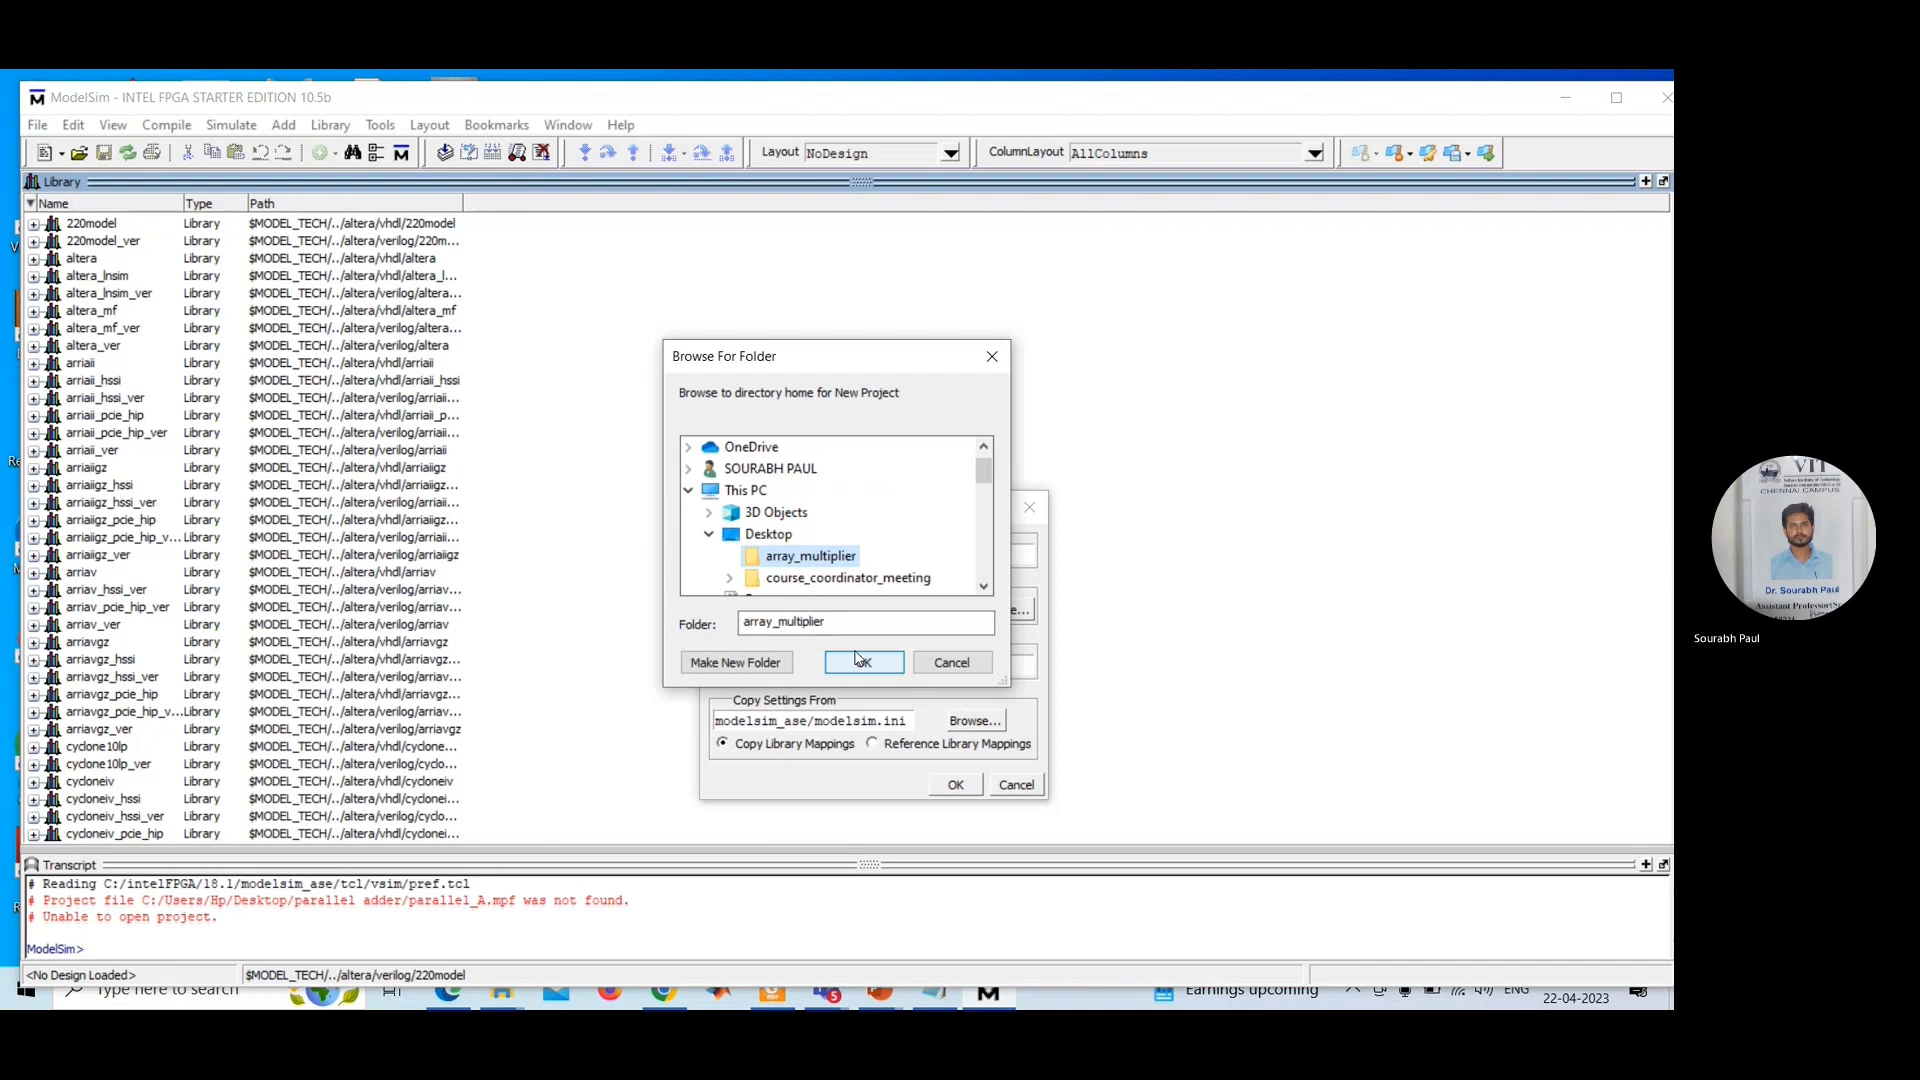 ModelSim - INTEL FPGA STARTER EDITION 10.5b
File Edit View Compile Simulate Add Library Tools Layout Bookmarks Window Help
Layout NoDesign ColumnLayout AllColumns
Library
Name Type Path
220model Library $MODEL_TECH/../altera/vhdl/220model
220model_ver Library $MODEL_TECH/../altera/verilog/220m...
altera Library $MODEL_TECH/../altera/vhdl/altera
altera_lnsim Library $MODEL_TECH/../altera/vhdl/altera_l...
altera_lnsim_ver Library $MODEL_TECH/../altera/verilog/altera...
altera_mf Library $MODEL_TECH/../altera/vhdl/altera_mf
altera_mf_ver Library $MODEL_TECH/../altera/verilog/altera...
altera_ver Library $MODEL_TECH/../altera/verilog/altera
arriaii Library $MODEL_TECH/../altera/vhdl/arriaii
arriaii_hssi Library $MODEL_TECH/../altera/vhdl/arriaii_hssi
arriaii_hssi_ver Library $MODEL_TECH/../altera/verilog/arriaii...
arriaii_pcie_hip Library $MODEL_TECH/../altera/vhdl/arriaii_p...
arriaii_pcie_hip_ver Library $MODEL_TECH/../altera/verilog/arriaii...
arriaii_ver Library $MODEL_TECH/../altera/verilog/arriaii
arriaiigz Library $MODEL_TECH/../altera/vhdl/arriaiigz
arriaiigz_hssi Library $MODEL_TECH/../altera/vhdl/arriaiigz...
arriaiigz_hssi_ver Library $MODEL_TECH/../altera/verilog/arriaii...
arriaiigz_pcie_hip Library $MODEL_TECH/../altera/vhdl/arriaiigz...
arriaiigz_pcie_hip_v... Library $MODEL_TECH/../altera/verilog/arriaii...
arriaiigz_ver Library $MODEL_TECH/../altera/verilog/arriaiigz
arriav Library $MODEL_TECH/../altera/vhdl/arriav
arriav_hssi_ver Library $MODEL_TECH/../altera/verilog/arriav...
arriav_pcie_hip_ver Library $MODEL_TECH/../altera/verilog/arriav...
arriav_ver Library $MODEL_TECH/../altera/verilog/arriav
arriavgz Library $MODEL_TECH/../altera/vhdl/arriavgz
arriavgz_hssi Library $MODEL_TECH/../altera/vhdl/arriavgz...
arriavgz_hssi_ver Library $MODEL_TECH/../altera/verilog/arriav...
arriavgz_pcie_hip Library $MODEL_TECH/../altera/vhdl/arriavgz...
arriavgz_pcie_hip_v... Library $MODEL_TECH/../altera/verilog/arriav...
arriavgz_ver Library $MODEL_TECH/../altera/verilog/arriavgz
cyclone10lp Library $MODEL_TECH/../altera/vhdl/cyclone...
cyclone10lp_ver Library $MODEL_TECH/../altera/verilog/cyclo...
cycloneiv Library $MODEL_TECH/../altera/vhdl/cycloneiv
cycloneiv_hssi Library $MODEL_TECH/../altera/vhdl/cyclonei...
cycloneiv_hssi_ver Library $MODEL_TECH/../altera/verilog/cyclo...
cycloneiv_pcie_hip Library $MODEL_TECH/../altera/vhdl/cyclonei...
Browse For Folder
Browse to directory home for New Project
OneDrive
SOURABH PAUL
This PC
3D Objects
Desktop
array_multiplier
course_coordinator_meeting
Folder: array_multiplier
Make New Folder OK Cancel
e...
Copy Settings From
modelsim_ase/modelsim.ini Browse...
Copy Library Mappings Reference Library Mappings
OK Cancel
Transcript
# Reading C:/intelFPGA/18.1/modelsim_ase/tcl/vsim/pref.tcl
# Project file C:/Users/Hp/Desktop/parallel adder/parallel_A.mpf was not found.
# Unable to open project.
ModelSim>
<No Design Loaded> $MODEL_TECH/../altera/verilog/220model
Type here to search Earnings upcoming ENG
22-04-2023
VIT
CHENNAI CAMPUS
Dr. Sourabh Paul
Assistant Professor(S
Sourabh Paul